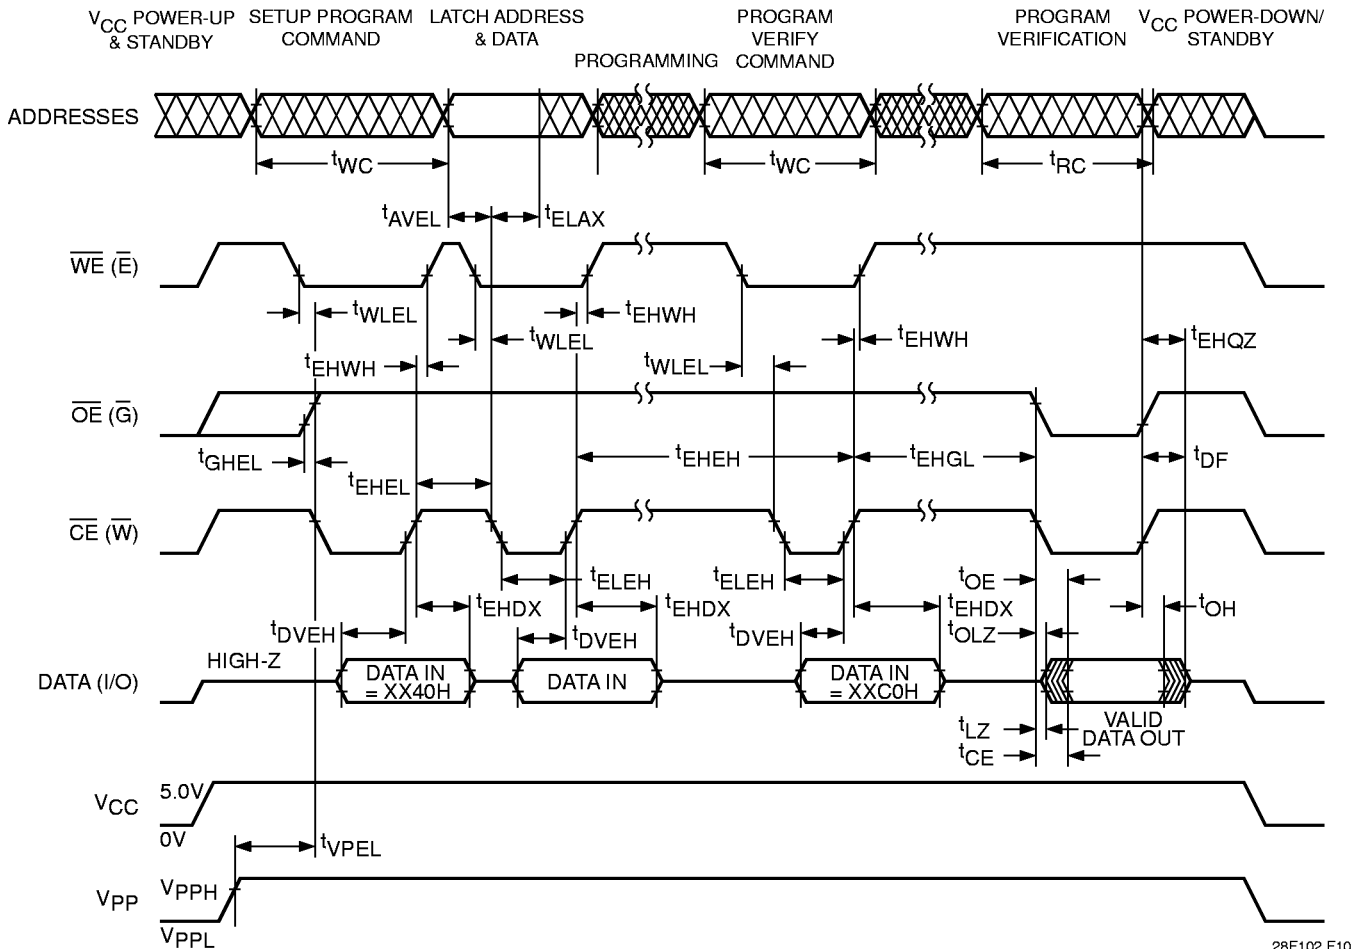 VCC POWER-UP & STANDBY
SETUP PROGRAM COMMAND
LATCH ADDRESS & DATA
PROGRAMMING
PROGRAM VERIFY COMMAND
PROGRAM VERIFICATION
VCC POWER-DOWN/ STANDBY
ADDRESSES
tWC
tWC
tRC
tAVEL
tELAX
WE (E)
tWLEL
tEHWH
tWLEL
tEHWH
tEHWH
tWLEL
tEHQZ
OE (G)
tGHEL
tEHEH
tEHGL
tDF
tEHEL
CE (W)
tELEH
tELEH
tOE
tEHDX
tEHDX
tEHDX
tOH
tDVEH
tDVEH
tDVEH
tOLZ
HIGH-Z
DATA (I/O)
DATA IN = XX40H
DATA IN
DATA IN = XXC0H
VALID DATA OUT
tLZ
tCE
VCC
5.0V
0V
tVPEL
VPP
VPPH
VPPL
28F102 F10